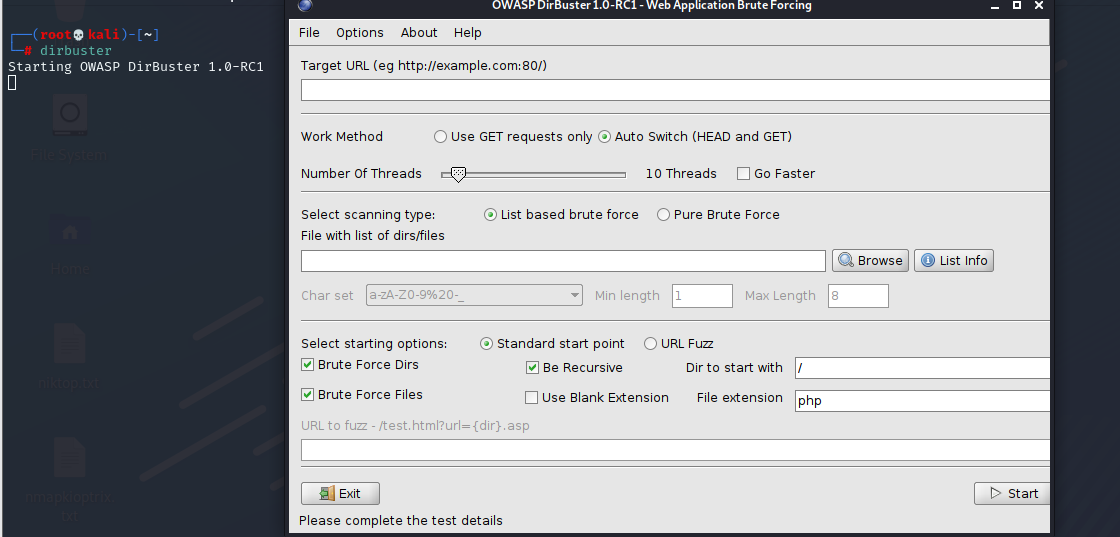 OWASP DirBuster 1.0-RC1 - Web Application Brute Forcing
(root💀kali)-[~]
# dirbuster
Starting OWASP DirBuster 1.0-RC1
File System
Home
niktop.txt
nmapkioptrix
txt
File Options About Help
Target URL (eg http://example.com:80/)
Work Method Use GET requests only Auto Switch (HEAD and GET)
Number Of Threads 10 Threads Go Faster
Select scanning type: List based brute force Pure Brute Force
File with list of dirs/files
Browse List Info
Char set a-zA-Z0-9%20-_ Min length 1 Max Length 8
Select starting options: Standard start point URL Fuzz
Brute Force Dirs Be Recursive Dir to start with /
Brute Force Files Use Blank Extension File extension php
URL to fuzz - /test.html?url={dir}.asp
Exit Start
Please complete the test details